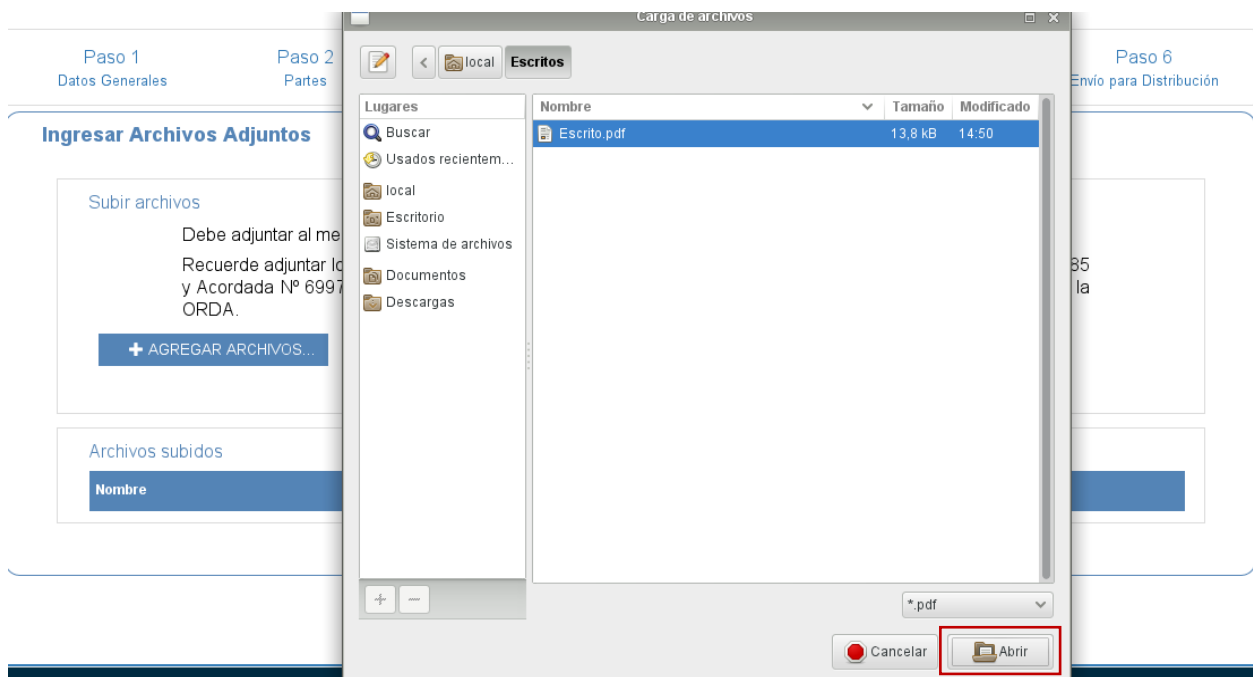 Carga de archivos
Paso 1
Datos Generales
Paso 2
Partes
Paso 6
Envío para Distribución
local
Escritos
Lugares
Buscar
Usados recientem...
local
Escritorio
Sistema de archivos
Documentos
Descargas
Nombre Tamaño Modificado
Escrito.pdf 13,8 kB 14:50
Ingresar Archivos Adjuntos
Subir archivos
Debe adjuntar al me
Recuerde adjuntar lo 85
y Acordada Nº 6997 la
ORDA.
+ AGREGAR ARCHIVOS...
Archivos subidos
Nombre
*.pdf
Cancelar
Abrir